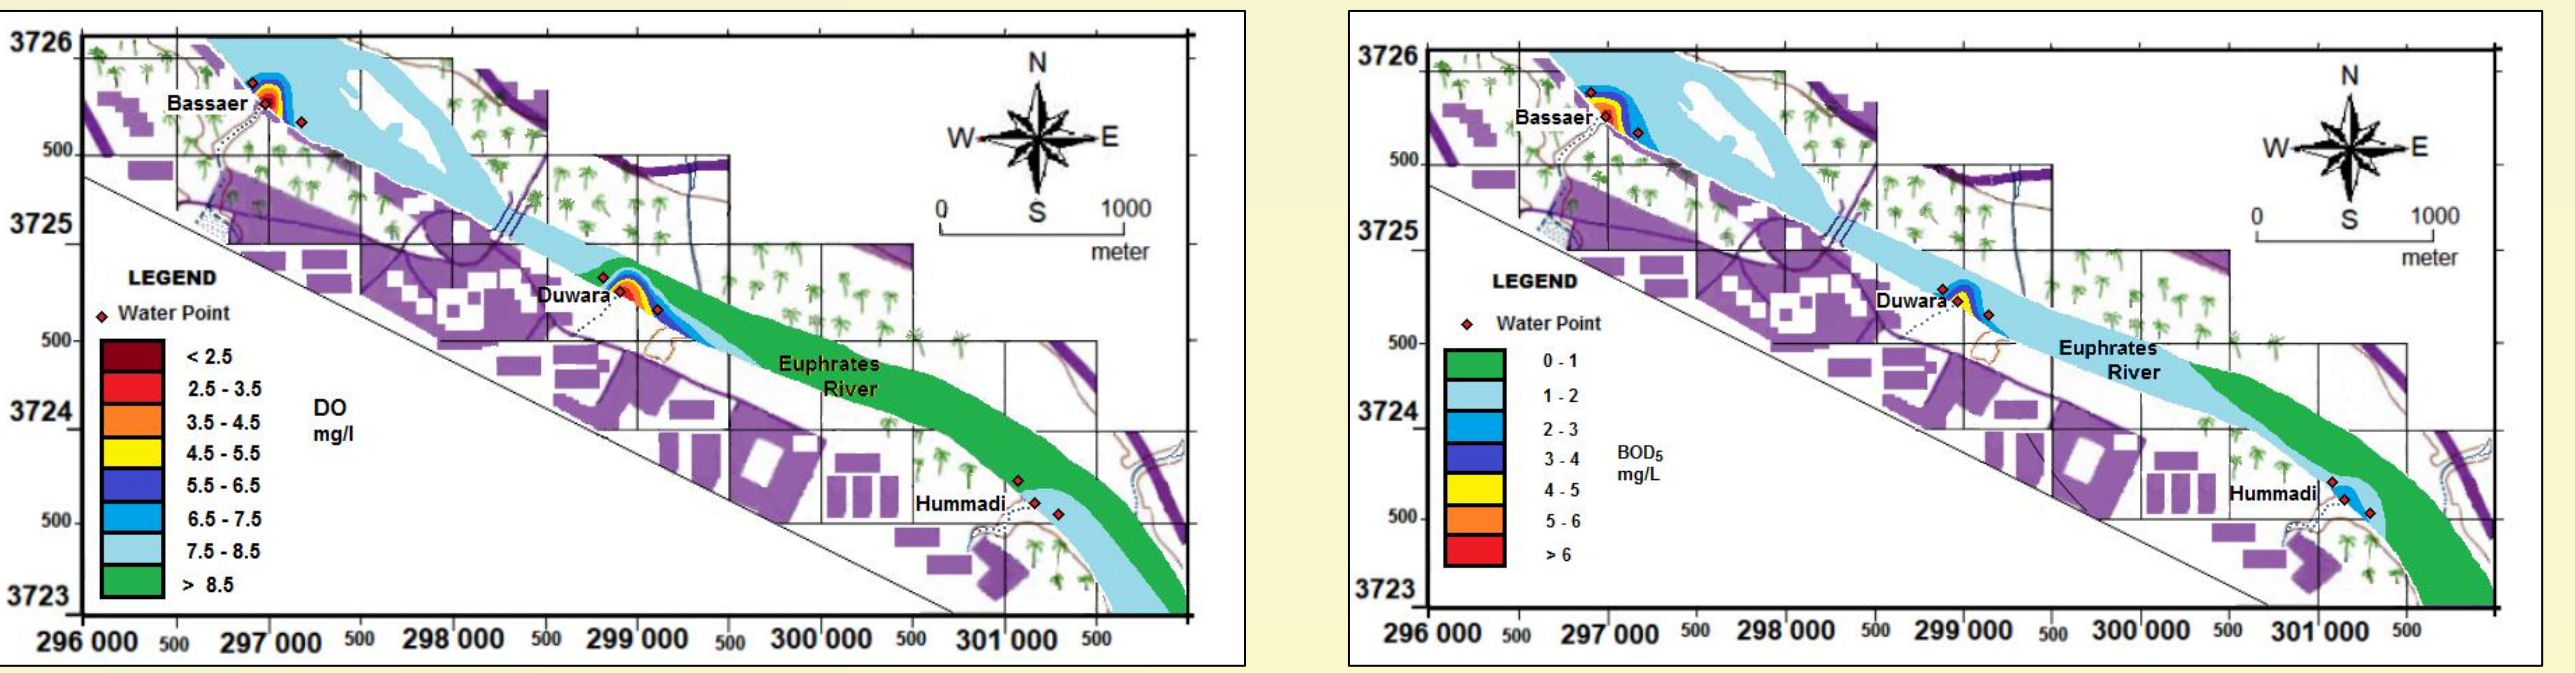 3726
500
3725
500
3724
500
3723
296 000
500
297 000
500
298 000
500
299 000
500
300 000
500
301 000
500
Bassaer
Duwara
Euphrates
River
Hummadi
N
W
E
S
0
1000
meter
LEGEND
Water Point
< 2.5
2.5 - 3.5
3.5 - 4.5
4.5 - 5.5
5.5 - 6.5
6.5 - 7.5
7.5 - 8.5
> 8.5
DO
mg/l
3726
500
3725
500
3724
500
3723
296 000
500
297 000
500
298 000
500
299 000
500
300 000
500
301 000
500
Bassaer
Duwara
Euphrates
River
Hummadi
N
W
E
S
0
1000
meter
LEGEND
Water Point
0 - 1
1 - 2
2 - 3
3 - 4
4 - 5
5 - 6
> 6
BOD₅
mg/L